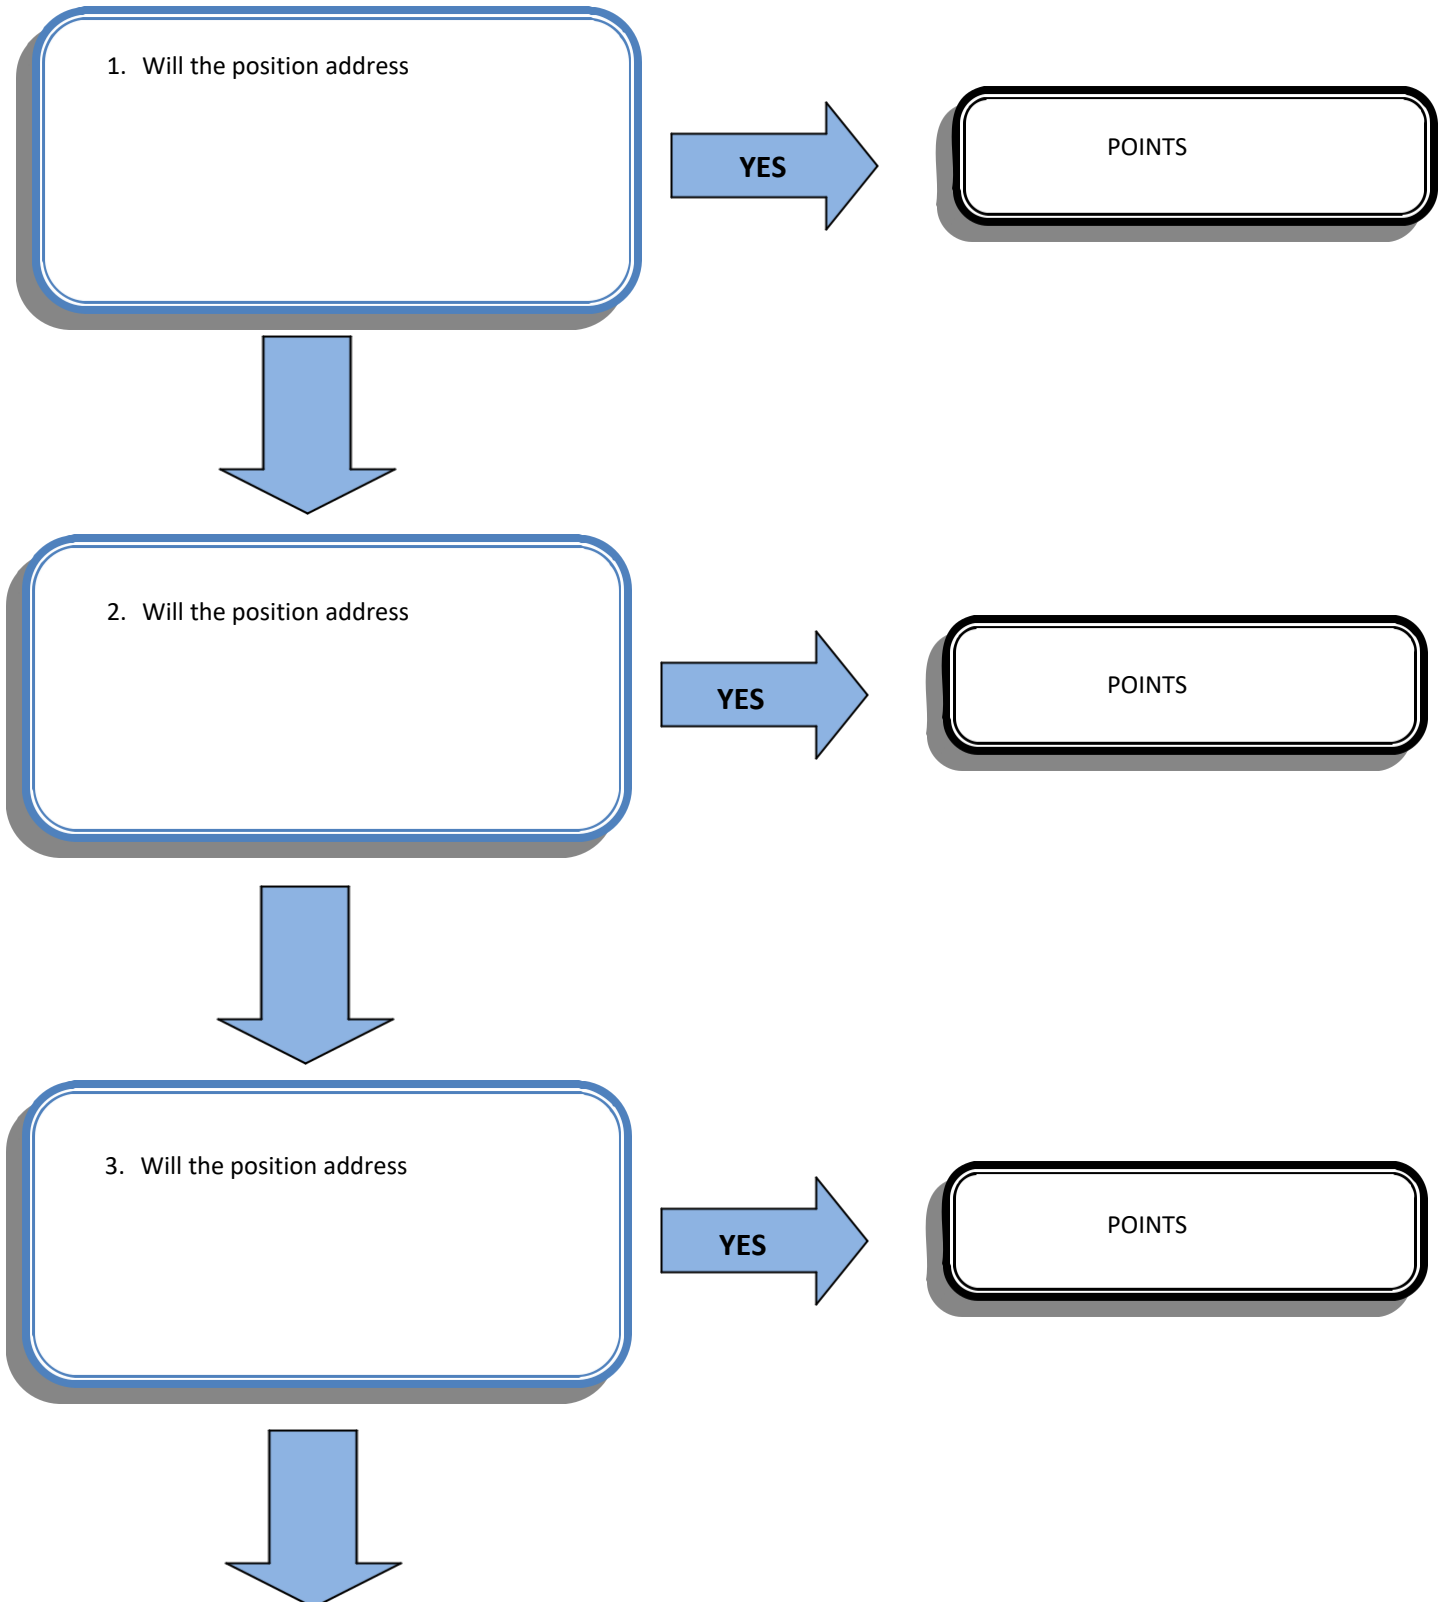 1. Will the position address
YES
POINTS
2. Will the position address
YES
POINTS
3. Will the position address
YES
POINTS